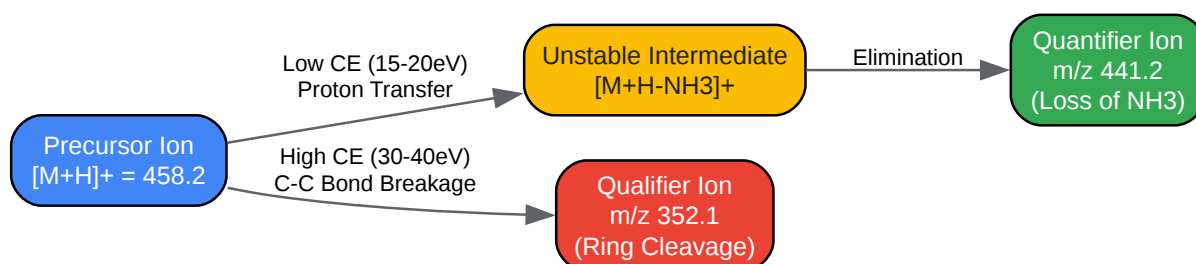 Precursor Ion
[M+H]+ = 458.2
Low CE (15-20eV)
Proton Transfer
Unstable Intermediate
[M+H-NH3]+
Elimination
Quantifier Ion
m/z 441.2
(Loss of NH3)
High CE (30-40eV)
C-C Bond Breakage
Qualifier Ion
m/z 352.1
(Ring Cleavage)